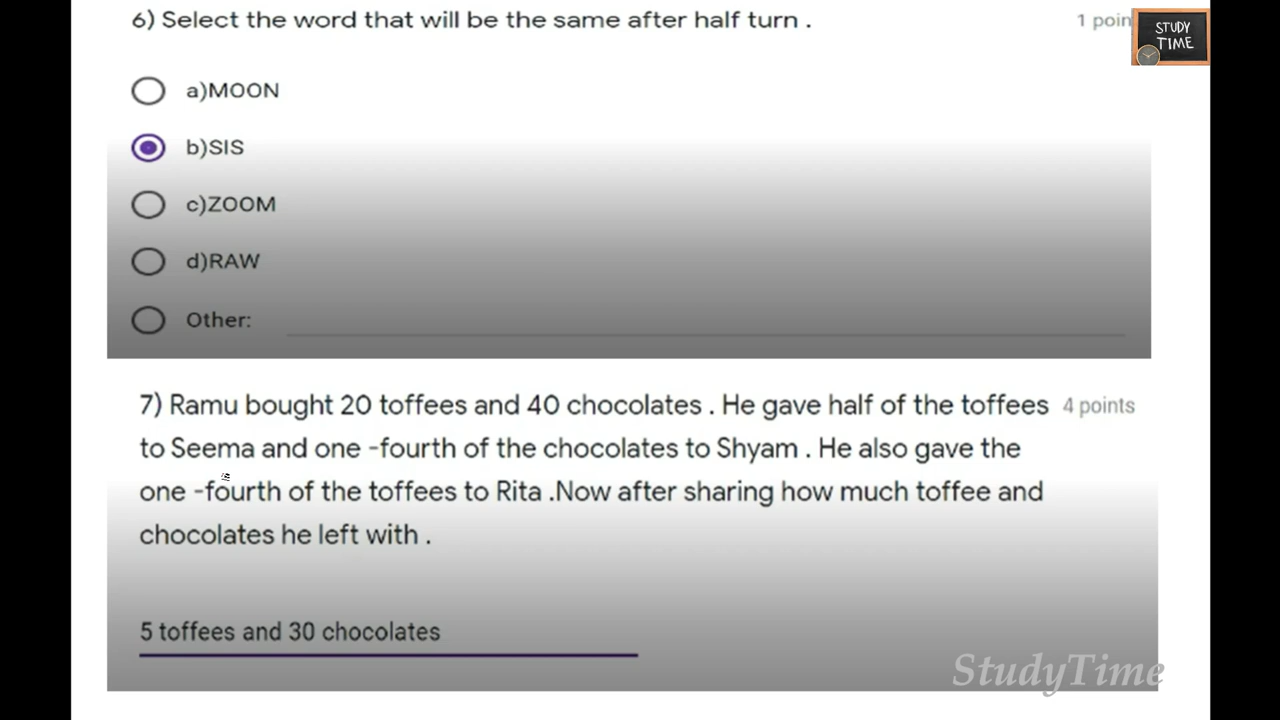 6) Select the word that will be the same after half turn .
1 poin
STUDY
TIME
a)MOON
b)SIS
c)ZOOM
d)RAW
Other:
7) Ramu bought 20 toffees and 40 chocolates . He gave half of the toffees
4 points
to Seema and one -fourth of the chocolates to Shyam . He also gave the
one -fourth of the toffees to Rita .Now after sharing how much toffee and
chocolates he left with .
5 toffees and 30 chocolates
StudyTime